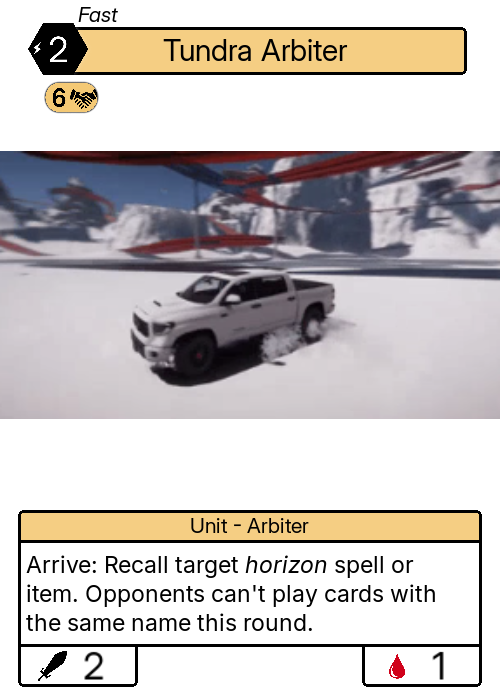 Fast
2
Tundra Arbiter
6
Unit - Arbiter
Arrive: Recall target horizon spell or
item. Opponents can't play cards with
the same name this round.
2
1